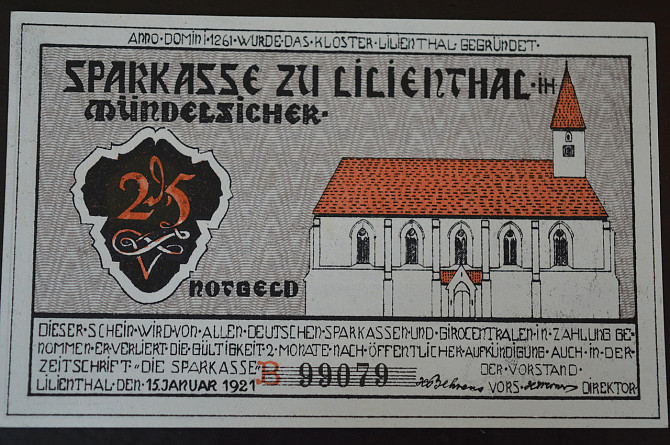 ANNO·DOMINI·1261·WURDE·DAS·KLOSTER·LILIENTHAL·GEGRÜNDET·
SPARKASSE ZU LILIENTHAL·IH
MÜNDELSICHER·
25
NOTGELD
DIESER·SCHEIN·WIRD·VON·ALLEN·DEUTSCHEN·SPARKASSEN·UND·GIROCENTRALEN·IN·ZAHLUNG GE-
NOMMEN·ER·VERLIERT·DIE·GÜLTIGKEIT·2·MONATE·NACH·ÖFFENTLICHER·AUFKÜNDIGUNG·AUCH·IN·DER·
ZEITSCHRIFT·"DIE SPARKASSE" DER·VORSTAND·
LILIENTHAL·DEN·15.JANUAR 1921 B 99079 Behrens VORS· DIREKTOR